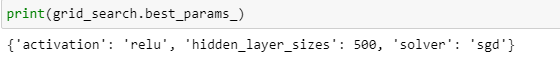 print(grid_search.best_params_)
{'activation': 'relu', 'hidden_layer_sizes': 500, 'solver': 'sgd'}